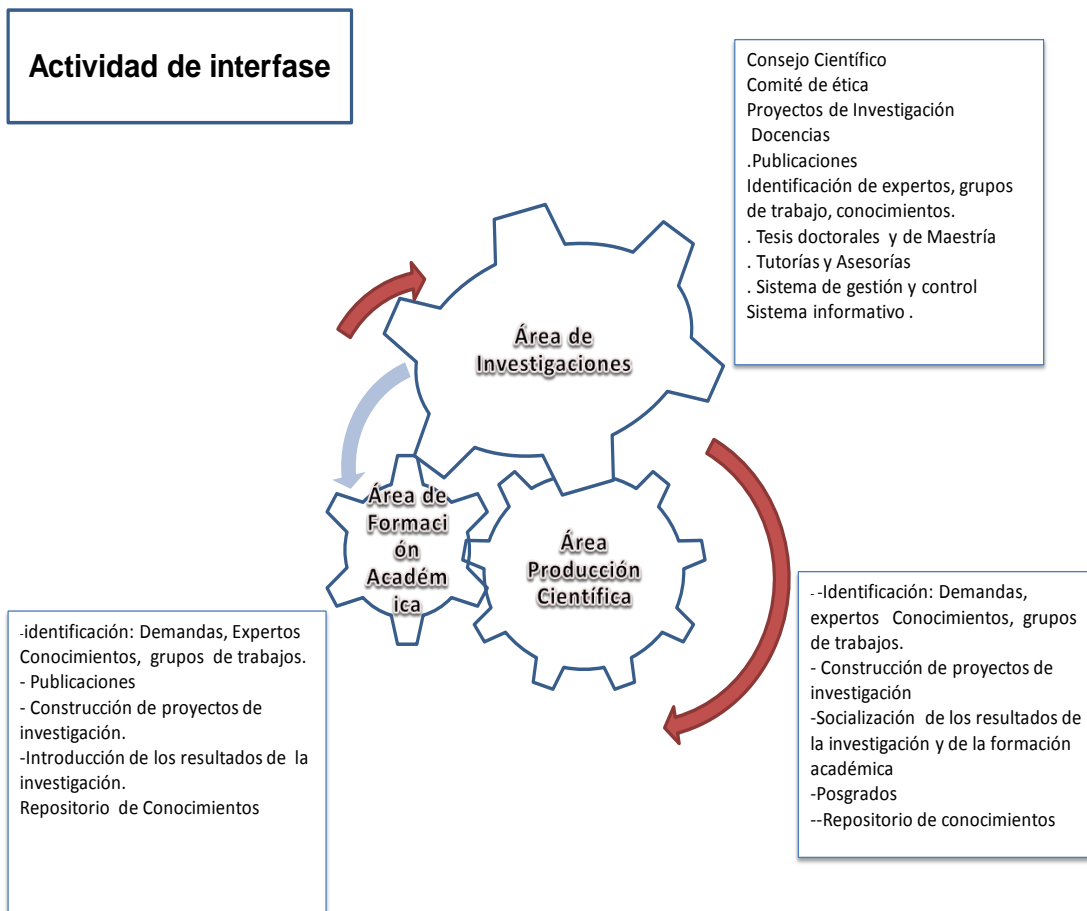 Actividad de interfase
Consejo Científico
Comité de ética
Proyectos de Investigación
Docencias
.Publicaciones
Identificación de expertos, grupos
de trabajo, conocimientos.
. Tesis doctorales y de Maestría
. Tutorías y Asesorías
. Sistema de gestión y control
Sistema informativo .
Área de
Investigaciones
Área de
Formaci
ón
Académ
ica
Área
Producción
Científica
-identificación: Demandas, Expertos
Conocimientos, grupos de trabajos.
- Publicaciones
- Construcción de proyectos de
investigación.
-Introducción de los resultados de la
investigación.
Repositorio de Conocimientos
- -Identificación: Demandas,
expertos Conocimientos, grupos
de trabajos.
- Construcción de proyectos de
investigación
-Socialización de los resultados de
la investigación y de la formación
académica
-Posgrados
--Repositorio de conocimientos